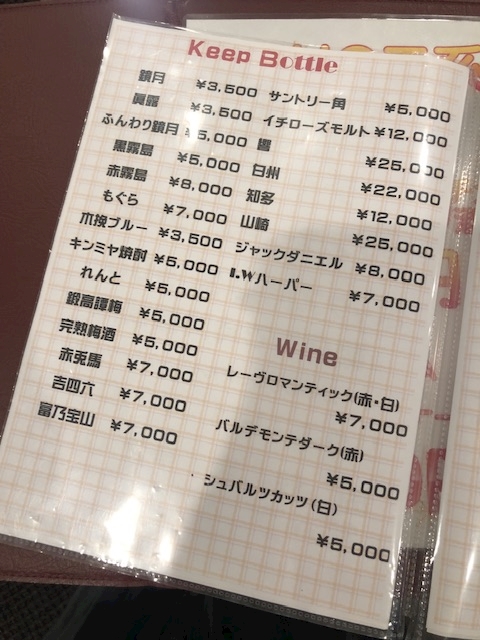 Keep Bottle
鏡月 ¥3,500
眞露 ¥3,500
ふんわり鏡月 ¥5,000
黒霧島 ¥5,000
赤霧島 ¥8,000
もぐら ¥7,000
木挽ブルー ¥3,500
キンミヤ焼酎 ¥5,000
れんと ¥5,000
鍛高譚梅 ¥5,000
完熟梅酒 ¥5,000
赤兎馬 ¥7,000
吉四六 ¥7,000
富乃宝山 ¥7,000
サントリー角 ¥5,000
イチローズモルト ¥12,000
響 ¥25,000
白州 ¥22,000
知多 ¥12,000
山崎 ¥25,000
ジャックダニエル ¥8,000
I.Wハーパー ¥7,000
Wine
レーヴロマンティック(赤・白)
¥7,000
バルデモンテダーク(赤)
¥5,000
シュバルツカッツ(白)
¥5,000